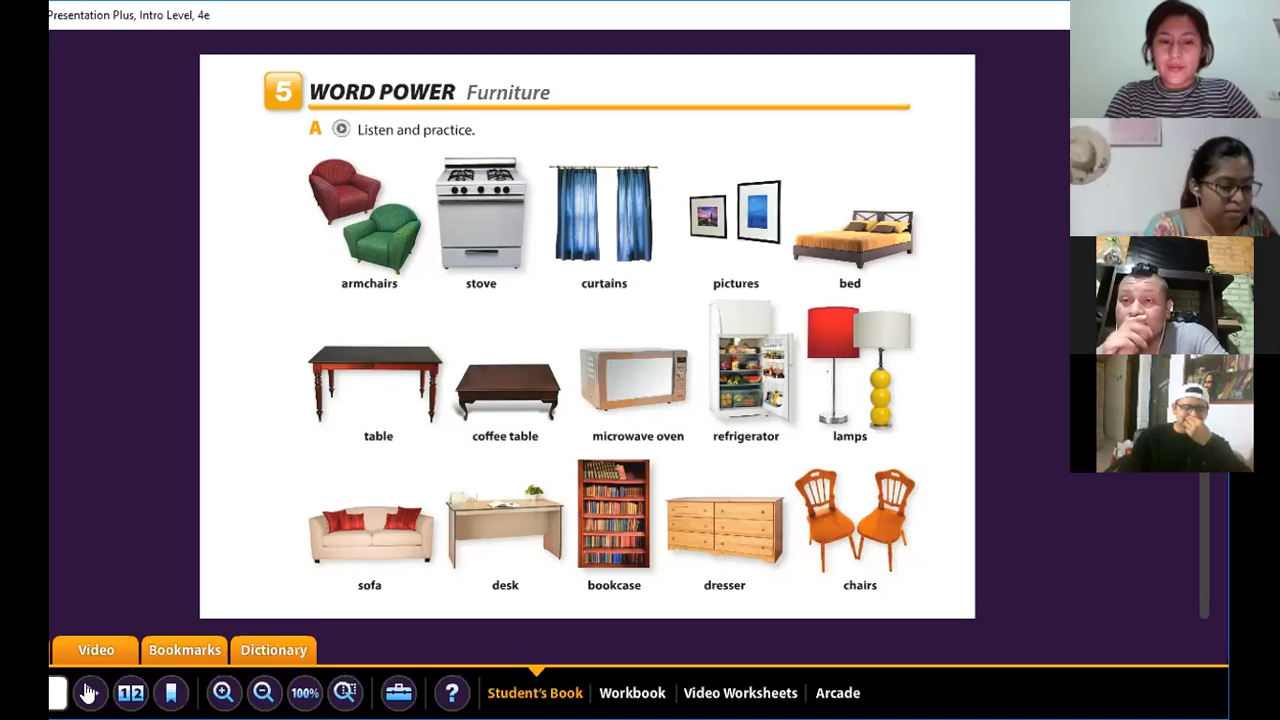 Presentation Plus, Intro Level, 4e
5 WORD POWER Furniture
A Listen and practice.
armchairs stove curtains pictures bed
table coffee table microwave oven refrigerator lamps
sofa desk bookcase dresser chairs
Video Bookmarks Dictionary
12 100% ? Student's Book Workbook Video Worksheets Arcade